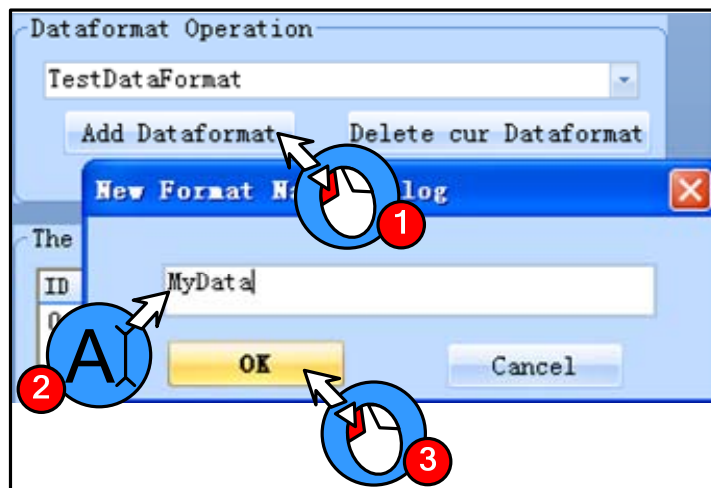 Dataformat Operation
TestDataFormat
Add Dataformat Delete cur Dataformat
New Format log
1
The
ID
MyData
A
2
OK Cancel
3